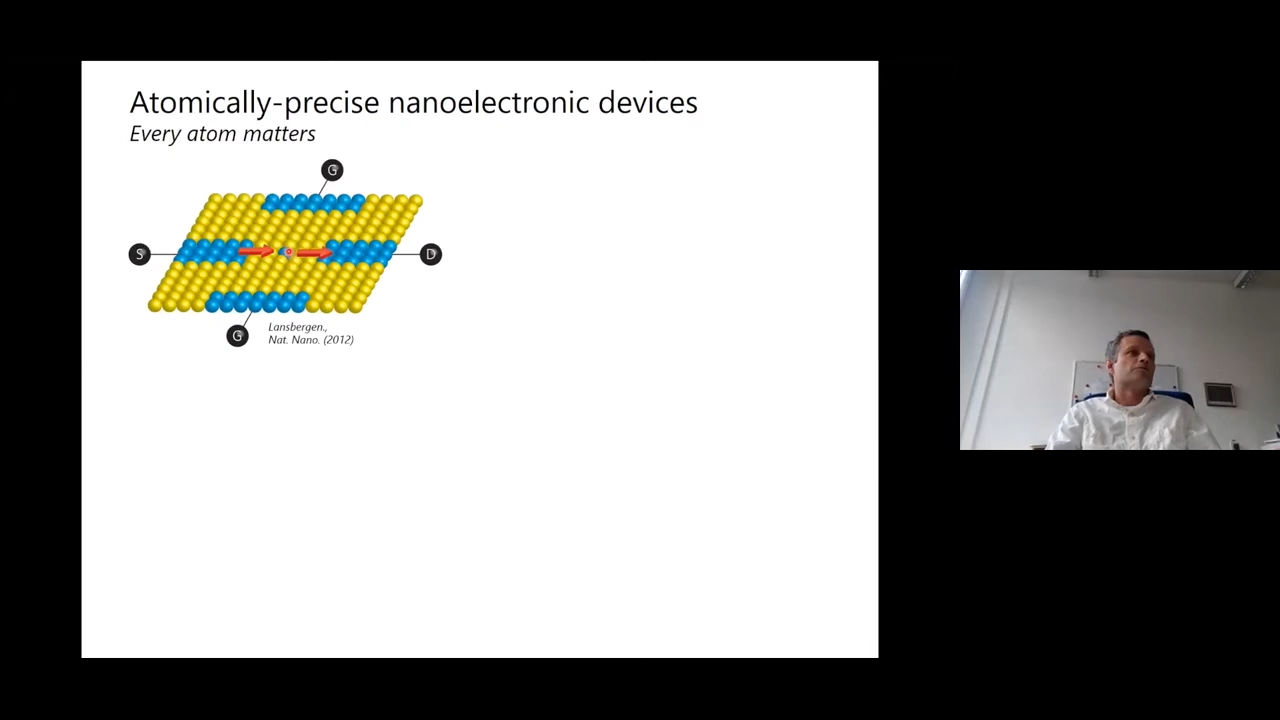 Atomically-precise nanoelectronic devices
Every atom matters
G
S
D
G
Lansbergen.,
Nat. Nano. (2012)